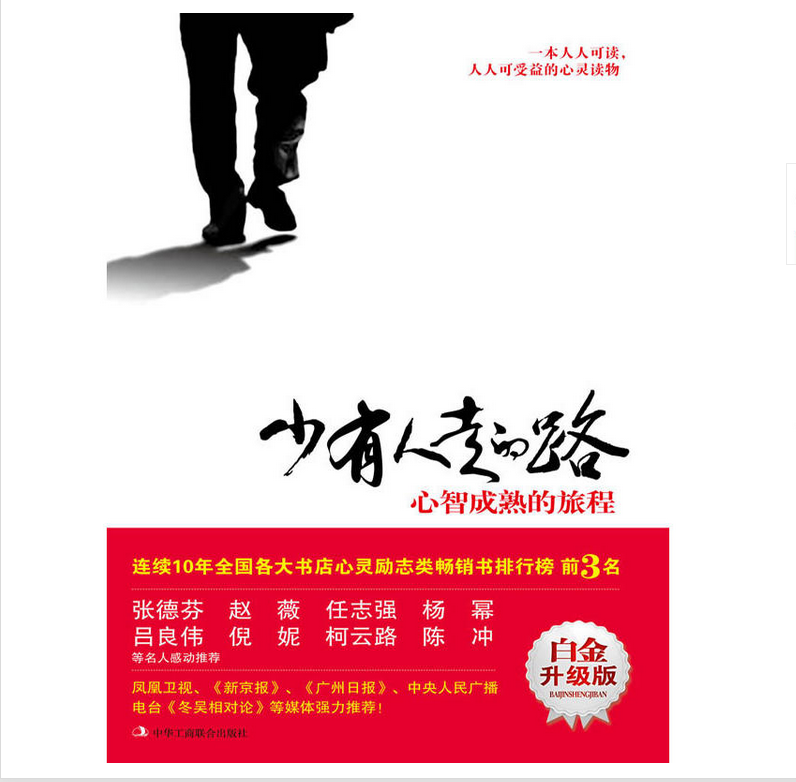 一本人人可读，
人人可受益的心灵读物
少有人走的路
心智成熟的旅程
连续10年全国各大书店心灵励志类畅销书排行榜 前3名
张德芬 赵 薇 任志强 杨 幂
吕良伟 倪 妮 柯云路 陈 冲
等名人感动推荐
凤凰卫视、《新京报》、《广州日报》、中央人民广播
电台《冬吴相对论》等媒体强力推荐！
白金
升级版
BAIJINSHENGJIBAN
中华工商联合出版社